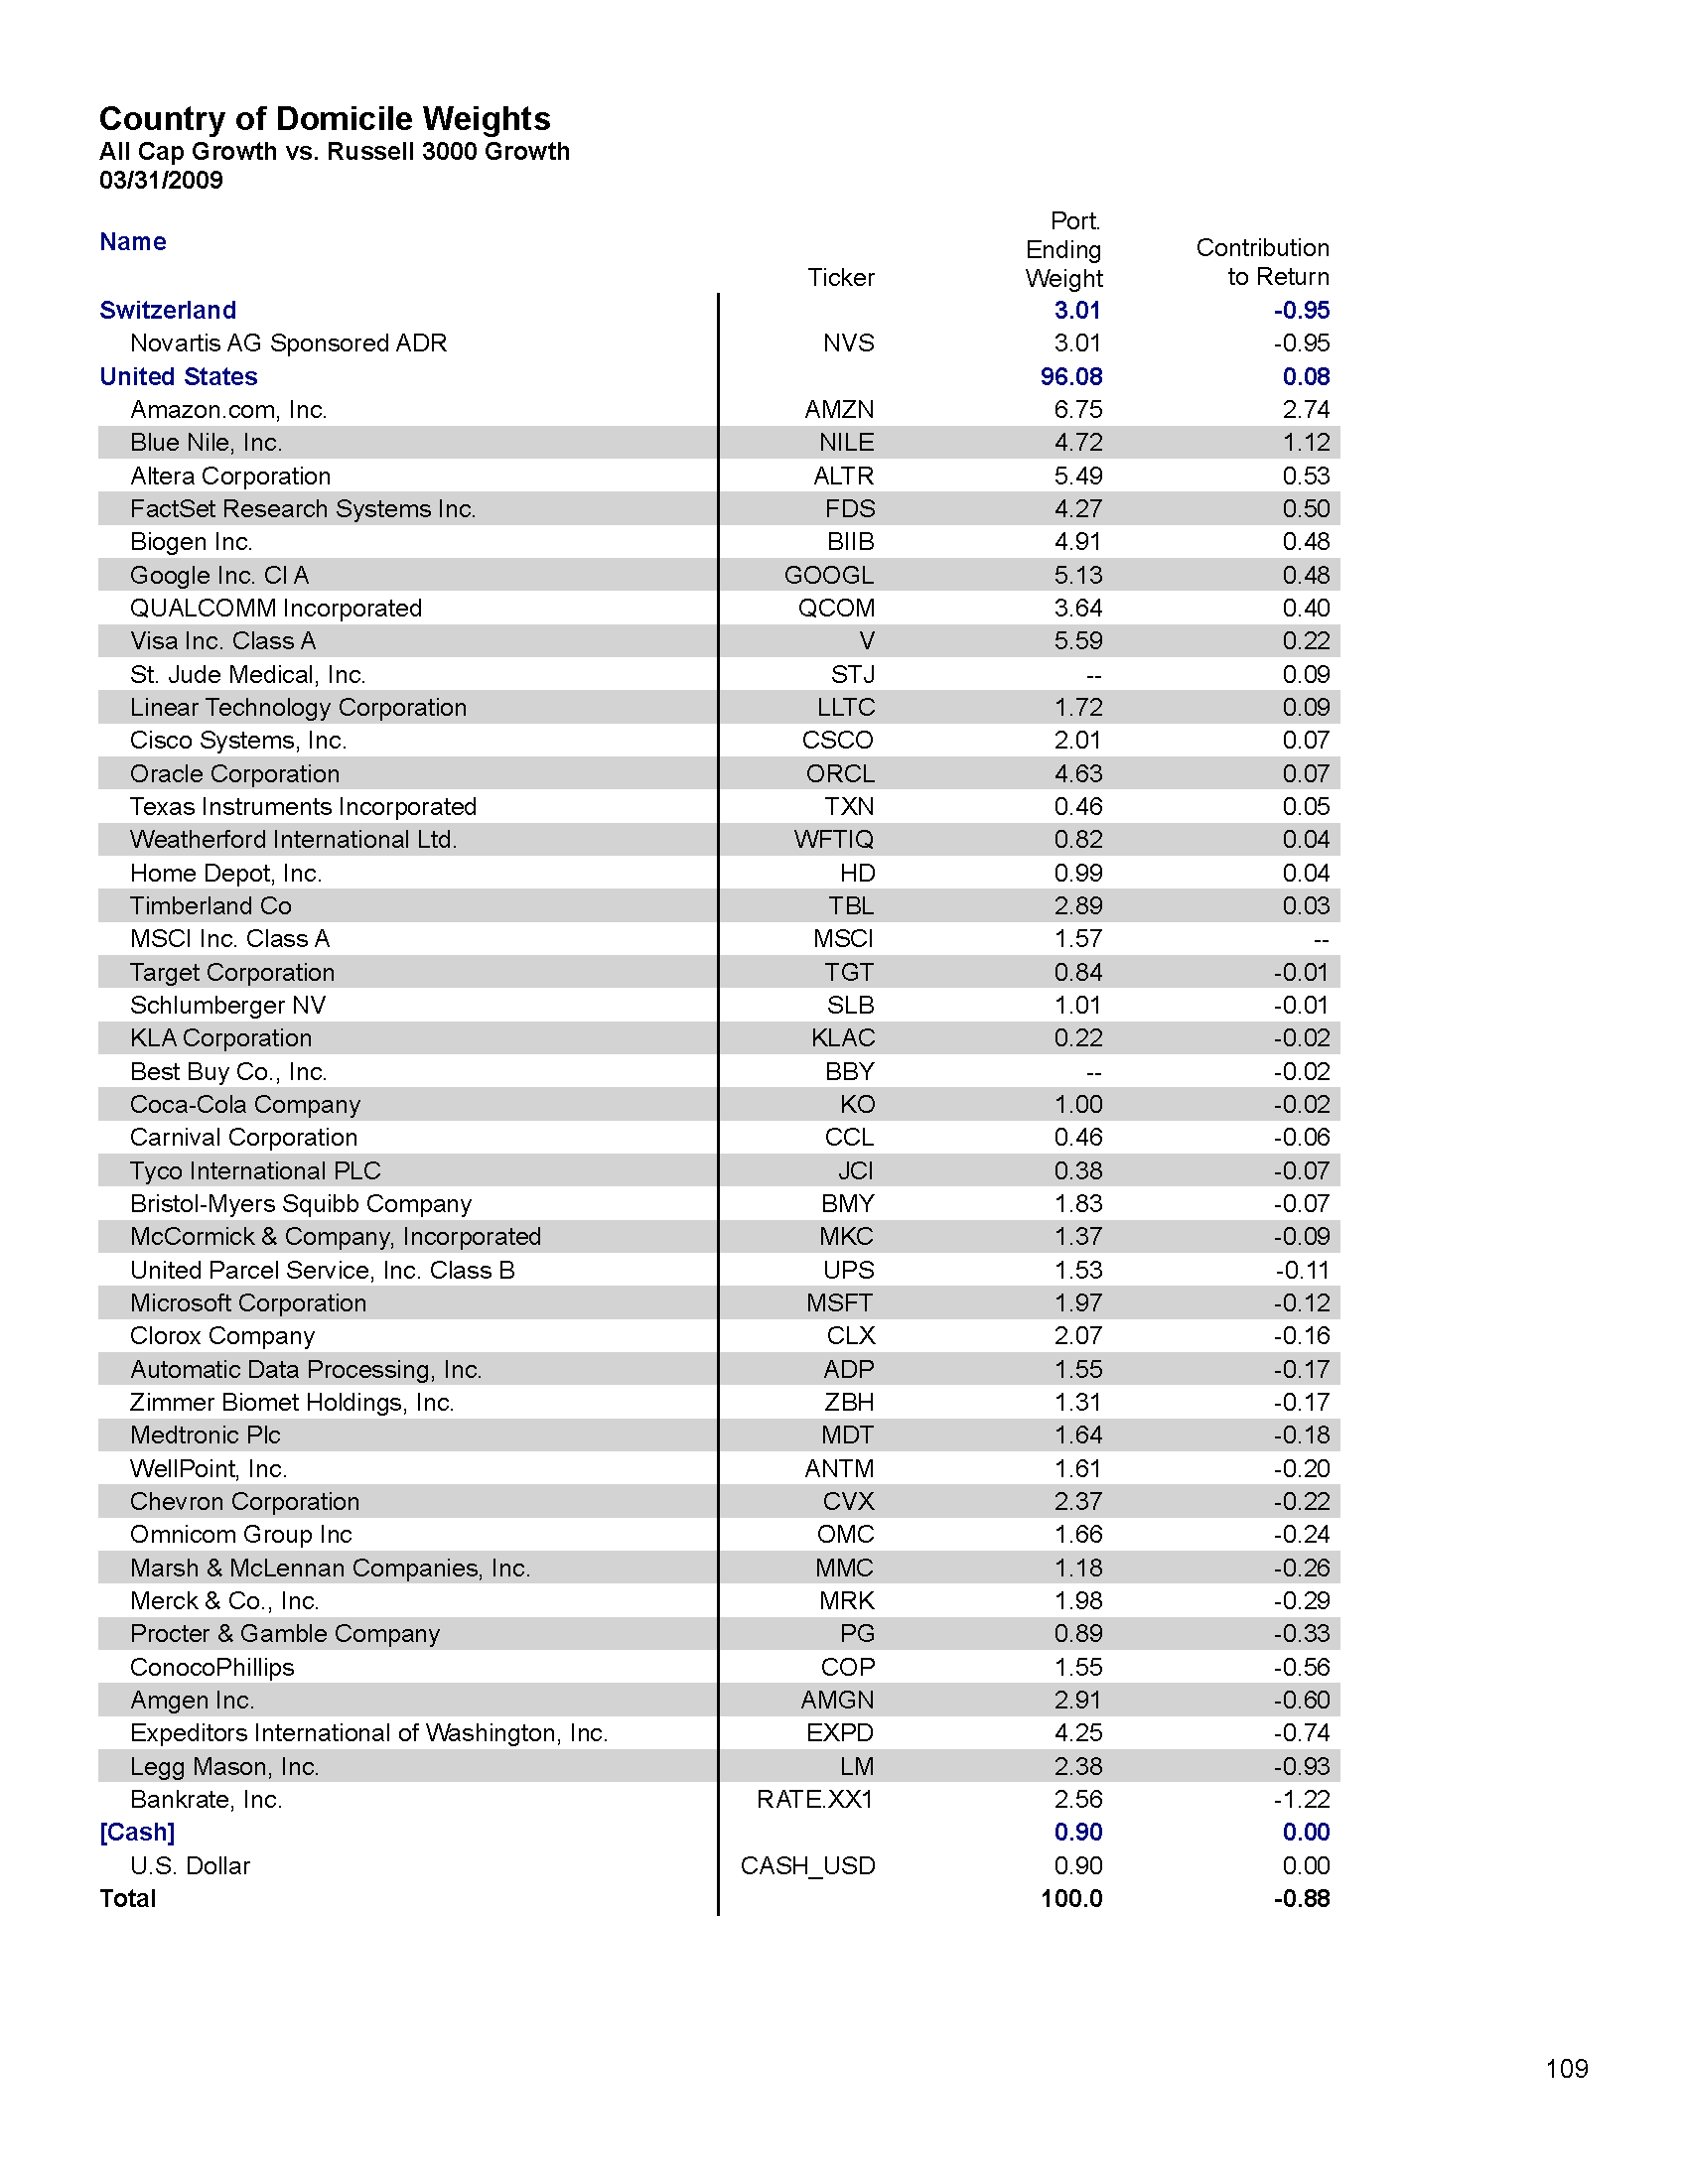 Country of Domicile Weights
All Cap Growth vs. Russell 3000 Growth
03/31/2009
Name Ticker Port. Ending Weight Contribution to Return
Switzerland 3.01 -0.95
Novartis AG Sponsored ADR NVS 3.01 -0.95
United States 96.08 0.08
Amazon.com, Inc. AMZN 6.75 2.74
Blue Nile, Inc. NILE 4.72 1.12
Altera Corporation ALTR 5.49 0.53
FactSet Research Systems Inc. FDS 4.27 0.50
Biogen Inc. BIIB 4.91 0.48
Google Inc. Cl A GOOGL 5.13 0.48
QUALCOMM Incorporated QCOM 3.64 0.40
Visa Inc. Class A V 5.59 0.22
St. Jude Medical, Inc. STJ -- 0.09
Linear Technology Corporation LLTC 1.72 0.09
Cisco Systems, Inc. CSCO 2.01 0.07
Oracle Corporation ORCL 4.63 0.07
Texas Instruments Incorporated TXN 0.46 0.05
Weatherford International Ltd. WFTIQ 0.82 0.04
Home Depot, Inc. HD 0.99 0.04
Timberland Co TBL 2.89 0.03
MSCI Inc. Class A MSCI 1.57 --
Target Corporation TGT 0.84 -0.01
Schlumberger NV SLB 1.01 -0.01
KLA Corporation KLAC 0.22 -0.02
Best Buy Co., Inc. BBY -- -0.02
Coca-Cola Company KO 1.00 -0.02
Carnival Corporation CCL 0.46 -0.06
Tyco International PLC JCI 0.38 -0.07
Bristol-Myers Squibb Company BMY 1.83 -0.07
McCormick & Company, Incorporated MKC 1.37 -0.09
United Parcel Service, Inc. Class B UPS 1.53 -0.11
Microsoft Corporation MSFT 1.97 -0.12
Clorox Company CLX 2.07 -0.16
Automatic Data Processing, Inc. ADP 1.55 -0.17
Zimmer Biomet Holdings, Inc. ZBH 1.31 -0.17
Medtronic Plc MDT 1.64 -0.18
WellPoint, Inc. ANTM 1.61 -0.20
Chevron Corporation CVX 2.37 -0.22
Omnicom Group Inc OMC 1.66 -0.24
Marsh & McLennan Companies, Inc. MMC 1.18 -0.26
Merck & Co., Inc. MRK 1.98 -0.29
Procter & Gamble Company PG 0.89 -0.33
ConocoPhillips COP 1.55 -0.56
Amgen Inc. AMGN 2.91 -0.60
Expeditors International of Washington, Inc. EXPD 4.25 -0.74
Legg Mason, Inc. LM 2.38 -0.93
Bankrate, Inc. RATE.XX1 2.56 -1.22
[Cash] 0.90 0.00
U.S. Dollar CASH_USD 0.90 0.00
Total 100.0 -0.88
109